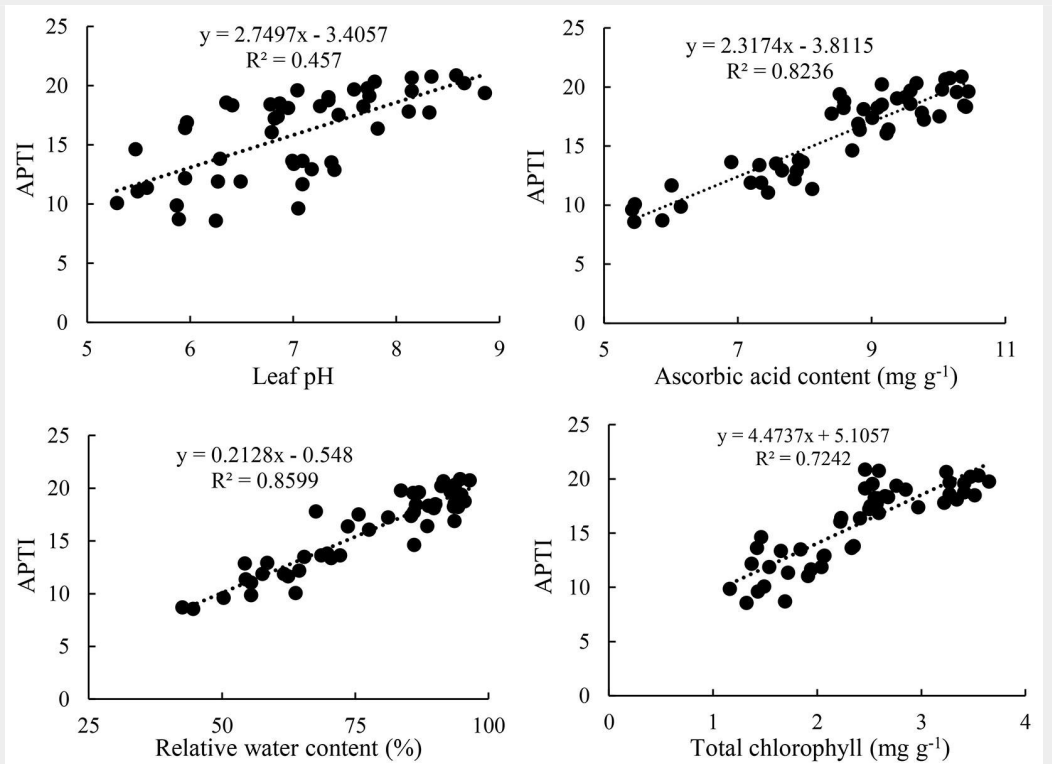 y = 2.7497x - 3.4057
R² = 0.457
25
20
15
10
5
0
APTI
5 6 7 8 9
Leaf pH
y = 2.3174x - 3.8115
R² = 0.8236
25
20
15
10
5
0
APTI
5 7 9 11
Ascorbic acid content (mg g⁻¹)
y = 0.2128x - 0.548
R² = 0.8599
25
20
15
10
5
0
APTI
25 50 75 100
Relative water content (%)
y = 4.4737x + 5.1057
R² = 0.7242
25
20
15
10
5
0
APTI
0 1 2 3 4
Total chlorophyll (mg g⁻¹)